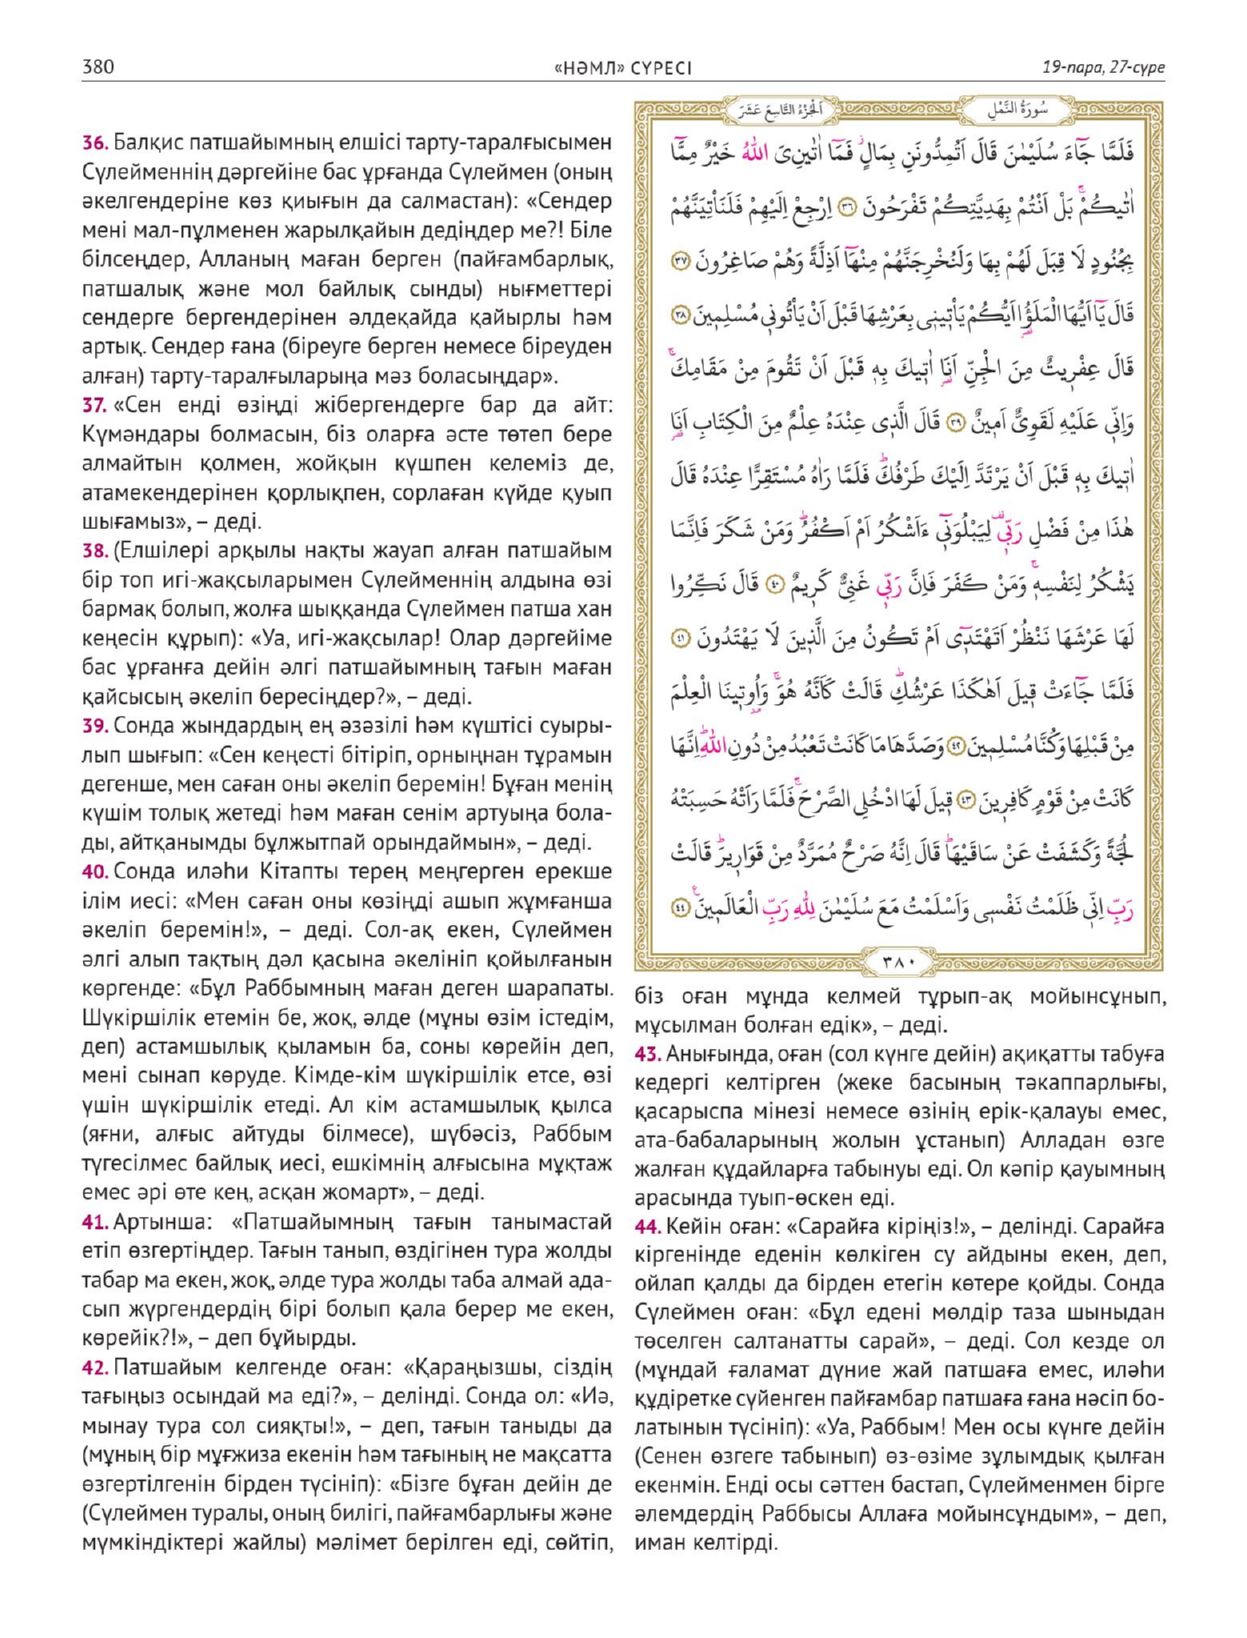 380
«НӘМЛ» СҮРЕСІ
19-пара, 27-сүре
36. Балқис патшайымның елшісі тарту-таралғысымен
Сүлейменнің дәргейіне бас ұрғанда Сүлеймен (оның
әкелгендеріне көз қиығын да салмастан): «Сендер
мені мал-пұлменен жарылқайын дедіңдер ме?! Біле
білсеңдер, Алланың маған берген (пайғамбарлық,
патшалық және мол байлық сынды) нығметтері
сендерге бергендерінен әлдеқайда қайырлы һәм
артық. Сендер ғана (біреуге берген немесе біреуден
алған) тарту-таралғыларыңа мәз боласыңдар».
37. «Сен енді өзіңді жібергендерге бар да айт:
Күмәндары болмасын, біз оларға әсте төтеп бере
алмайтын қолмен, жойқын күшпен келеміз де,
атамекендерінен қорлықпен, сорлаған күйде қуып
шығамыз», – деді.
38. (Елшілері арқылы нақты жауап алған патшайым
бір топ игі-жақсыларымен Сүлейменнің алдына өзі
бармақ болып, жолға шыққанда Сүлеймен патша хан
кеңесін құрып): «Уа, игі-жақсылар! Олар дәргейіме
бас ұрғанға дейін әлгі патшайымның тағын маған
қайсысың әкеліп бересіңдер?», – деді.
39. Сонда жындардың ең әзәзілі һәм күштісі суыры-
лып шығып: «Сен кеңесті бітіріп, орныңнан тұрамын
дегенше, мен саған оны әкеліп беремін! Бұған менің
күшім толық жетеді һәм маған сенім артуыңа бола-
ды, айтқанымды бұлжытпай орындаймын», – деді.
40. Сонда иләһи Кітапты терең меңгерген ерекше
ілім иесі: «Мен саған оны көзіңді ашып жұмғанша
әкеліп беремін!», – деді. Сол-ақ екен, Сүлеймен
әлгі алып тақтың дәл қасына әкелініп қойылғанын
көргенде: «Бұл Раббымның маған деген шарапаты.
Шүкіршілік етемін бе, жоқ, әлде (мұны өзім істедім,
деп) астамшылық қыламын ба, соны көрейін деп,
мені сынап көруде. Кімде-кім шүкіршілік етсе, өзі
үшін шүкіршілік етеді. Ал кім астамшылық қылса
(яғни, алғыс айтуды білмесе), шүбәсіз, Раббым
түгесілмес байлық иесі, ешкімнің алғысына мұқтаж
емес әрі өте кең, асқан жомарт», – деді.
41. Артынша: «Патшайымның тағын танымастай
етіп өзгертіңдер. Тағын танып, өздігінен тура жолды
табар ма екен, жоқ, әлде тура жолды таба алмай ада-
сып жүргендердің бірі болып қала берер ме екен,
көрейік?!», – деп бұйырды.
42. Патшайым келгенде оған: «Қараңызшы, сіздің
тағыңыз осындай ма еді?», – делінді. Сонда ол: «Иә,
мынау тура сол сияқты!», – деп, тағын таныды да
(мұның бір мұғжиза екенін һәм тағының не мақсатта
өзгертілгенін бірден түсініп): «Бізге бұған дейін де
(Сүлеймен туралы, оның билігі, пайғамбарлығы және
мүмкіндіктері жайлы) мәлімет берілген еді, сөйтіп,
سُورَةُ النَّمْلِ
اَلْجُزْءُ التَّاسِعَ عَشَرَ
فَلَمَّا جَٓاءَ سُلَيْمٰنَ قَالَ اَتُمِدُّونَنِ بِمَالٍۘ فَمَٓا اٰتٰينِيَ اللّٰهُ خَيْرٌ مِمَّٓا
اٰتٰيكُمْۚ بَلْ اَنْتُمْ بِهَدِيَّتِكُمْ تَفْرَحُونَ ﴿٣٦﴾ اِرْجِعْ اِلَيْهِمْ فَلَنَأْتِيَنَّهُمْ
بِجُنُودٍ لَا قِبَلَ لَهُمْ بِهَا وَلَنُخْرِجَنَّهُمْ مِنْهَٓا اَذِلَّةً وَهُمْ صَاغِرُونَ ﴿٣٧﴾
قَالَ يَٓا اَيُّهَا الْمَلَؤُ۬ا اَيُّكُمْ يَأْتِينِي بِعَرْشِهَا قَبْلَ اَنْ يَأْتُونِي مُسْلِمِينَ ﴿٣٨﴾
قَالَ عِفْرِيتٌ مِنَ الْجِنِّ اَنَا۬ اٰتِيكَ بِهِ قَبْلَ اَنْ تَقُومَ مِنْ مَقَامِكَۚ
وَاِنِّي عَلَيْهِ لَقَوِيٌّ اَمِينٌ ﴿٣٩﴾ قَالَ الَّذِي عِنْدَهُ عِلْمٌ مِنَ الْكِتَابِ اَنَا۬
اٰتِيكَ بِهِ قَبْلَ اَنْ يَرْتَدَّ اِلَيْكَ طَرْفُكَۜ فَلَمَّا رَاٰهُ مُسْتَقِرًّا عِنْدَهُ قَالَ
هٰذَا مِنْ فَضْلِ رَبِّي۠ لِيَبْلُوَنِٓي ءَاَشْكُرُ اَمْ اَكْفُرُۜ وَمَنْ شَكَرَ فَاِنَّمَا
يَشْكُرُ لِنَفْسِهِۚ وَمَنْ كَفَرَ فَاِنَّ رَبِّي غَنِيٌّ كَرِيمٌ ﴿٤٠﴾ قَالَ نَكِّرُوا
لَهَا عَرْشَهَا نَنْظُرْ اَتَهْتَدِٓي اَمْ تَكُونُ مِنَ الَّذِينَ لَا يَهْتَدُونَ ﴿٤١﴾
فَلَمَّا جَٓاءَتْ قِيلَ اَهٰكَذَا عَرْشُكِۜ قَالَتْ كَاَنَّهُ هُوَۚ وَاُو۫تِينَا الْعِلْمَ
مِنْ قَبْلِهَا وَكُنَّا مُسْلِمِينَ ﴿٤٢﴾ وَصَدَّهَا مَا كَانَتْ تَعْبُدُ مِنْ دُونِ اللّٰهِۜ اِنَّهَا
كَانَتْ مِنْ قَوْمٍ كَافِرِينَ ﴿٤٣﴾ قِيلَ لَهَا ادْخُلِي الصَّرْحَۚ فَلَمَّا رَاَتْهُ حَسِبَتْهُ
لُجَّةً وَكَشَفَتْ عَنْ سَاقَيْهَاۜ قَالَ اِنَّهُ صَرْحٌ مُمَرَّدٌ مِنْ قَوَارِيرَۜ قَالَتْ
رَبِّ اِنِّي ظَلَمْتُ نَفْسِي وَاَسْلَمْتُ مَعَ سُلَيْمٰنَ لِلّٰهِ رَبِّ الْعَالَمِينَ۟ ﴿٤٤﴾
٣٨٠
біз оған мұнда келмей тұрып-ақ мойынсұнып,
мұсылман болған едік», – деді.
43. Анығында, оған (сол күнге дейін) ақиқатты табуға
кедергі келтірген (жеке басының тәкаппарлығы,
қасарыспа мінезі немесе өзінің ерік-қалауы емес,
ата-бабаларының жолын ұстанып) Алладан өзге
жалған құдайларға табынуы еді. Ол кәпір қауымның
арасында туып-өскен еді.
44. Кейін оған: «Сарайға кіріңіз!», – делінді. Сарайға
кіргенінде еденін көлкіген су айдыны екен, деп,
ойлап қалды да бірден етегін көтере қойды. Сонда
Сүлеймен оған: «Бұл едені мөлдір таза шыныдан
төселген салтанатты сарай», – деді. Сол кезде ол
(мұндай ғаламат дүние жай патшаға емес, иләһи
құдіретке сүйенген пайғамбар патшаға ғана нәсіп бо-
латынын түсініп): «Уа, Раббым! Мен осы күнге дейін
(Сенен өзгеге табынып) өз-өзіме зұлымдық қылған
екенмін. Енді осы сәттен бастап, Сүлейменмен бірге
әлемдердің Раббысы Аллаға мойынсұндым», – деп,
иман келтірді.